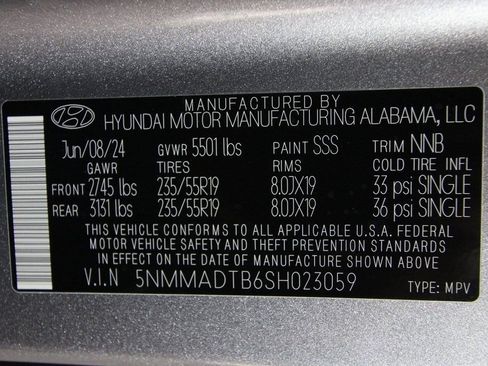 MANUFACTURED BY
HYUNDAI MOTOR MANUFACTURING ALABAMA, LLC
Jun/08/24 GVWR 5501 lbs PAINT SSS TRIM NNB
GAWR TIRES RIMS COLD TIRE INFL
FRONT 2745 lbs 235/55R19 8.0JX19 33 psi SINGLE
REAR 3131 lbs 235/55R19 8.0JX19 36 psi SINGLE
THIS VEHICLE CONFORMS TO ALL APPLICABLE U.S.A. FEDERAL
MOTOR VEHICLE SAFETY AND THEFT PREVENTION STANDARDS
IN EFFECT ON THE DATE OF MANUFACTURE SHOWN ABOVE.
V.I.N 5NMMADTB6SH023059
TYPE: MPV